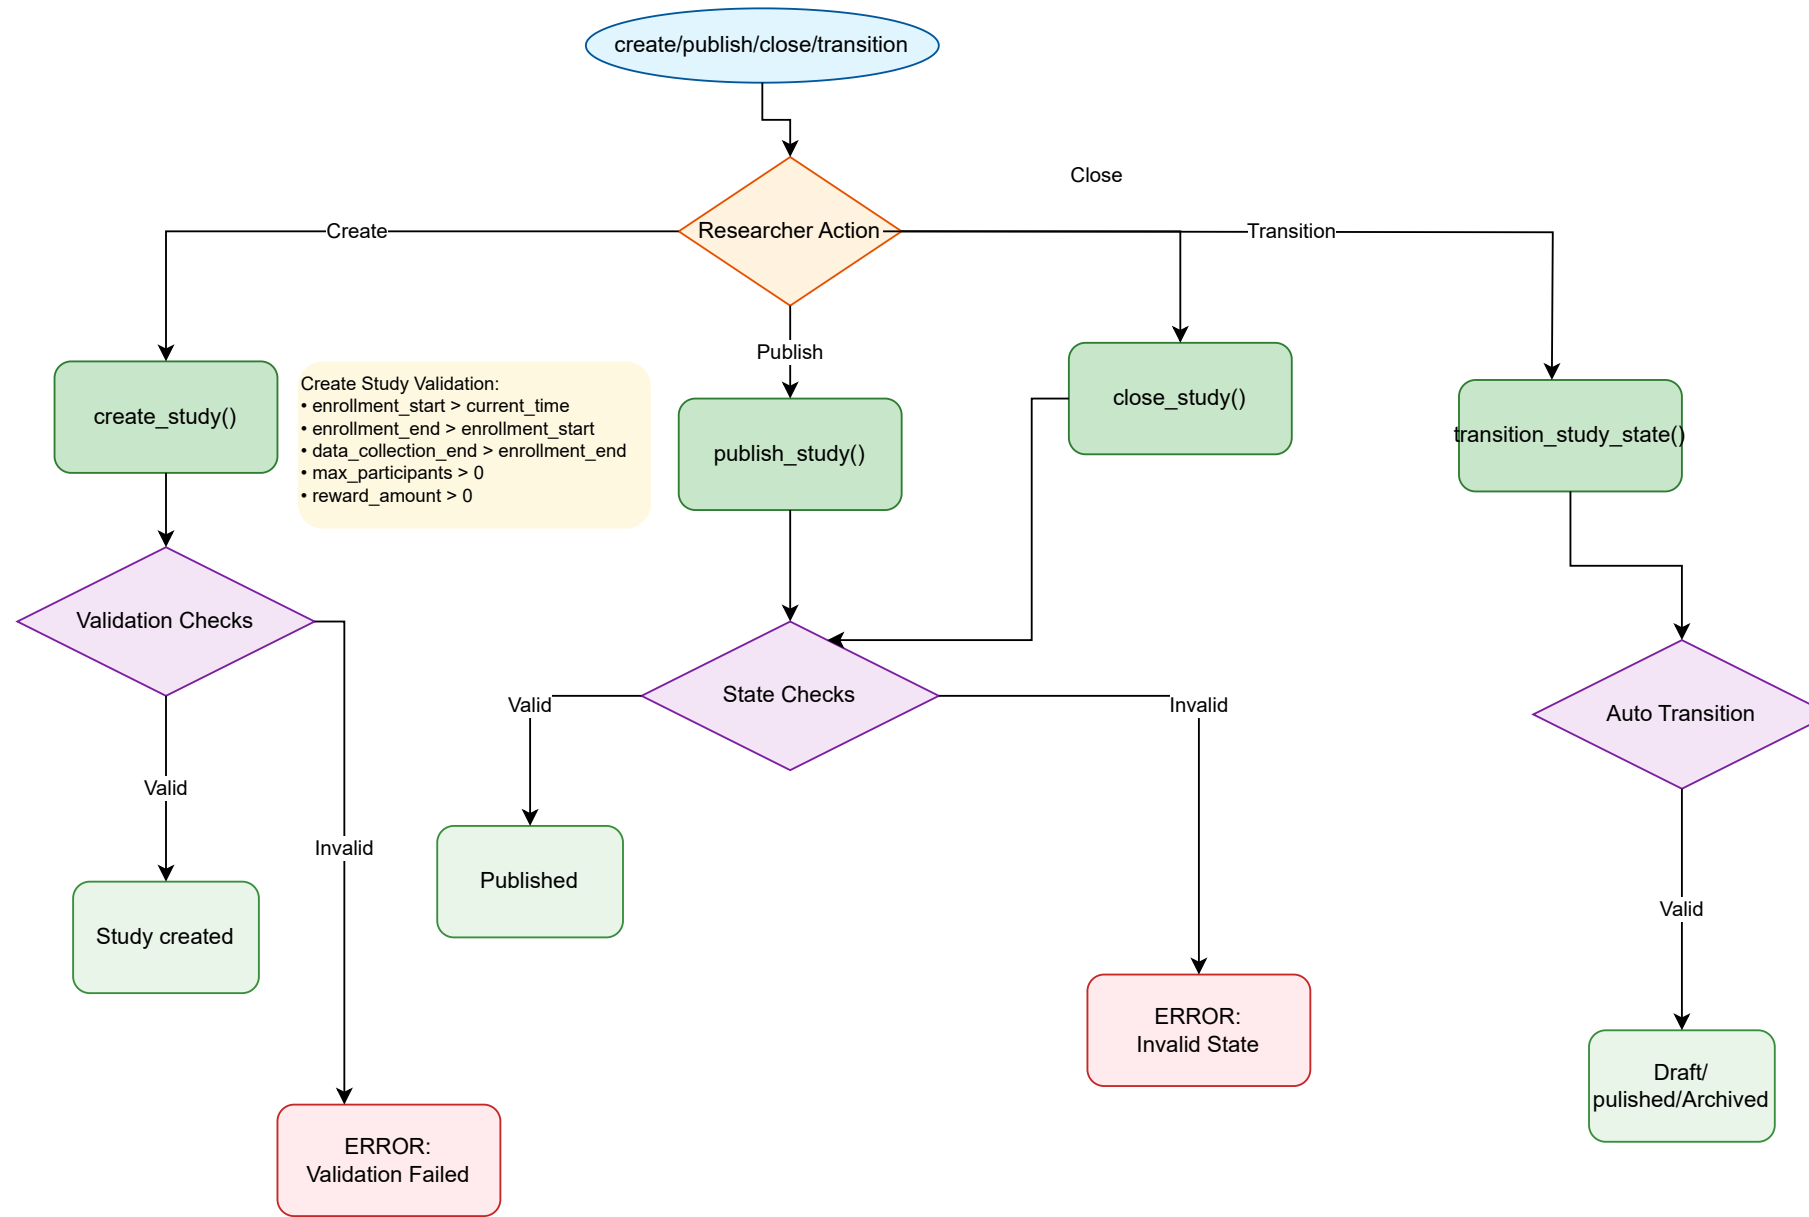 create/publish/close/transition
Close
Create
Researcher Action
Transition
Publish
create_study()
Create Study Validation:
• enrollment_start > current_time
• enrollment_end > enrollment_start
• data_collection_end > enrollment_end
• max_participants > 0
• reward_amount > 0
publish_study()
close_study()
transition_study_state()
Validation Checks
State Checks
Auto Transition
Valid
Invalid
Valid
Invalid
Valid
Study created
Published
ERROR:
Invalid State
Draft/
pulished/Archived
ERROR:
Validation Failed